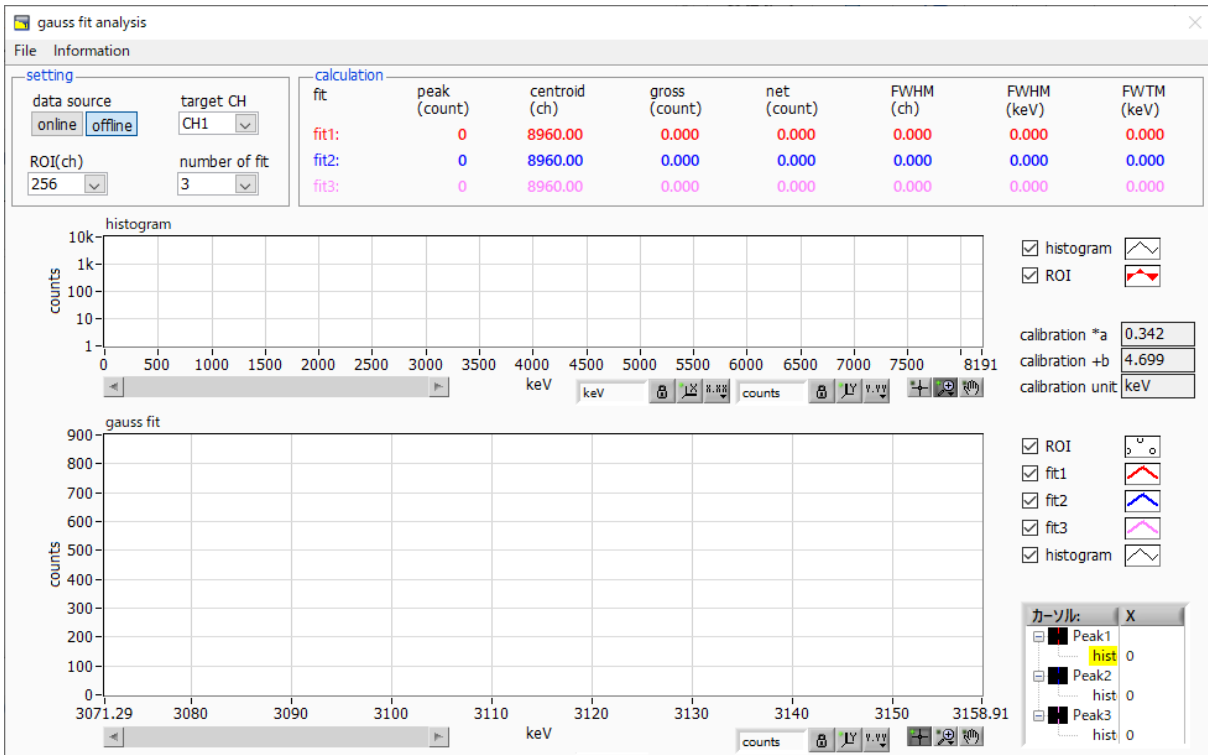 gauss fit analysis
File Information
setting
data source target CH
online offline CH1
ROI(ch) number of fit
256 3
calculation
fit peak (count) centroid (ch) gross (count) net (count) FWHM (ch) FWHM (keV) FWTM (keV)
fit1: 0 8960.00 0.000 0.000 0.000 0.000 0.000
fit2: 0 8960.00 0.000 0.000 0.000 0.000 0.000
fit3: 0 8960.00 0.000 0.000 0.000 0.000 0.000
histogram
10k
1k
100
10
1
counts
0 500 1000 1500 2000 2500 3000 3500 4000 4500 5000 5500 6000 6500 7000 7500 8191
keV
keV X X.XX counts Y Y.YY
histogram
ROI
calibration *a 0.342
calibration +b 4.699
calibration unit keV
gauss fit
900
800
700
600
500
400
300
200
100
0
counts
3071.29 3080 3090 3100 3110 3120 3130 3140 3150 3158.91
keV
counts Y Y.YY
ROI
fit1
fit2
fit3
histogram
カーソル: X
Peak1
hist 0
Peak2
hist 0
Peak3
hist 0